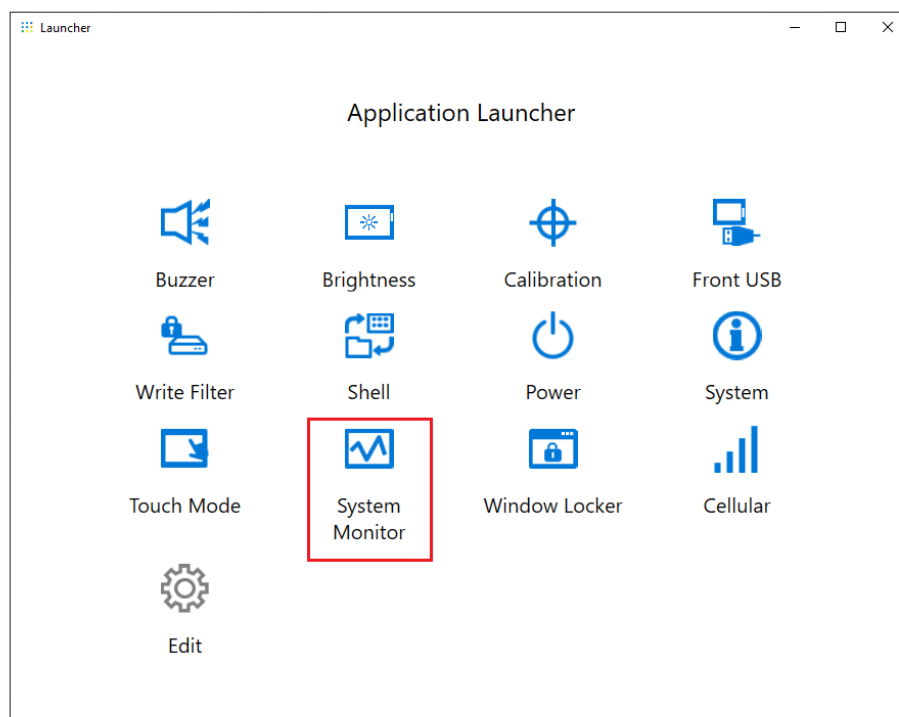 Launcher
Application Launcher
Buzzer
Brightness
Calibration
Front USB
Write Filter
Shell
Power
System
Touch Mode
System
Monitor
Window Locker
Cellular
Edit